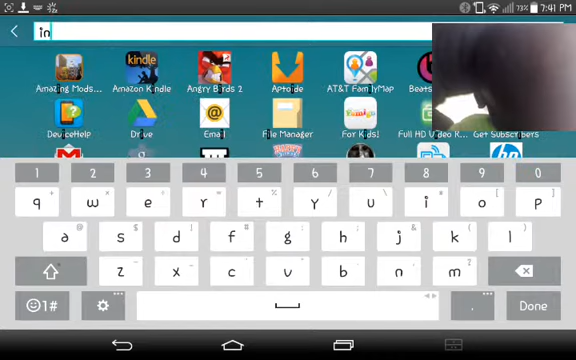 73% 7:41 PM
in
kindle
Amazing Mods... Amazon Kindle Angry Birds 2 Aptoide AT&T FamilyMap Beats
Famigo
DeviceHelp Drive Email File Manager For Kids! Full HD Video R... Get Subscribers
hp
1 2 3 4 5 6 7 8 9 0
q w e r t y u i o p
a s d f g h j k l
z x c v b n m
1# . Done